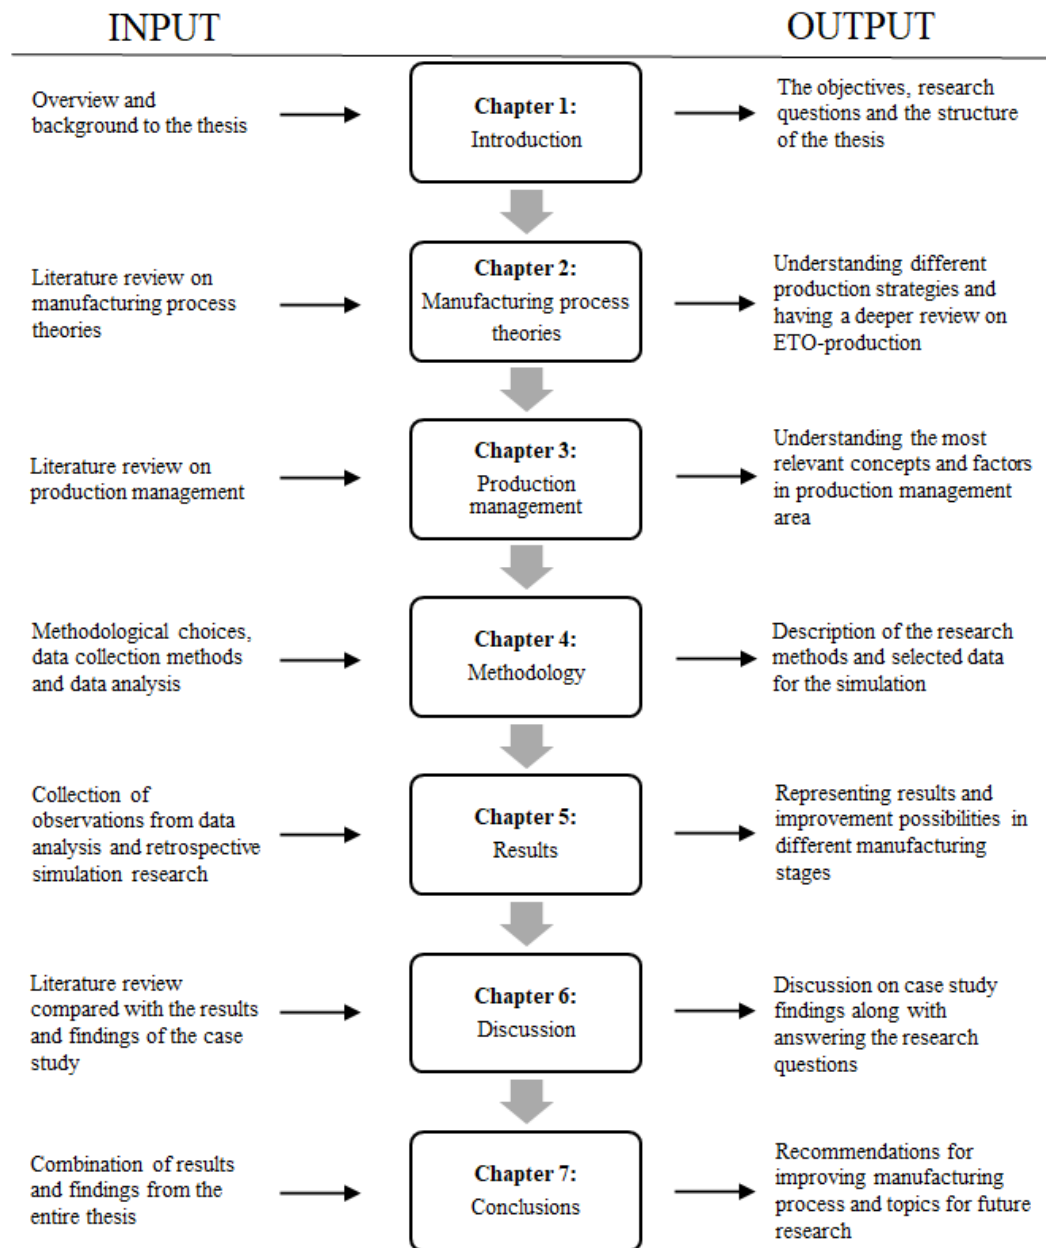 INPUT
OUTPUT
Overview and
background to the thesis
Chapter 1:
Introduction
The objectives, research
questions and the structure
of the thesis
Literature review on
manufacturing process
theories
Chapter 2:
Manufacturing process
theories
Understanding different
production strategies and
having a deeper review on
ETO-production
Literature review on
production management
Chapter 3:
Production
management
Understanding the most
relevant concepts and factors
in production management
area
Methodological choices,
data collection methods
and data analysis
Chapter 4:
Methodology
Description of the research
methods and selected data
for the simulation
Collection of
observations from data
analysis and retrospective
simulation research
Chapter 5:
Results
Representing results and
improvement possibilities in
different manufacturing
stages
Literature review
compared with the results
and findings of the case
study
Chapter 6:
Discussion
Discussion on case study
findings along with
answering the research
questions
Combination of results
and findings from the
entire thesis
Chapter 7:
Conclusions
Recommendations for
improving manufacturing
process and topics for future
research